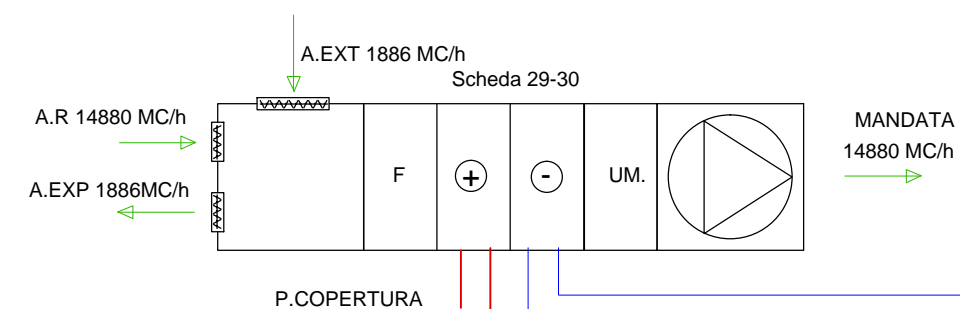 A.EXT 1886 MC/h
Scheda 29-30
A.R 14880 MC/h
MANDATA
14880 MC/h
A.EXP 1886MC/h
F
+
-
UM.
P.COPERTURA